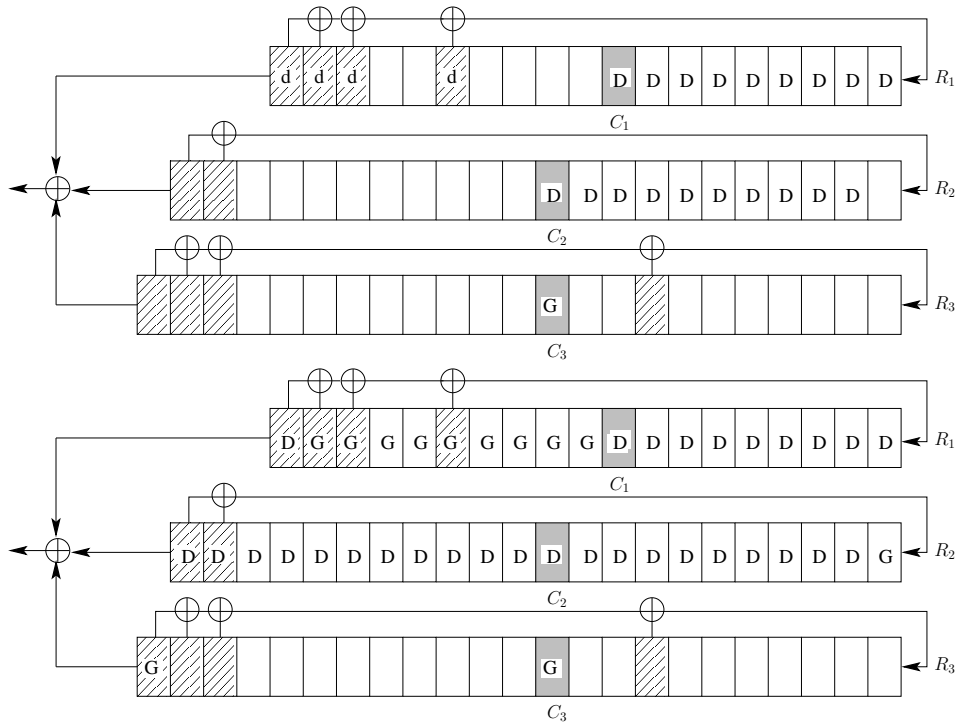 d d d d D D D D D D D D D R₁
C₁
D D D D D D D D D D R₂
C₂
G R₃
C₃
D G G G G G G G G G D D D D D D D D D R₁
C₁
D D D D D D D D D D D D D D D D D D D D D G R₂
C₂
G G R₃
C₃